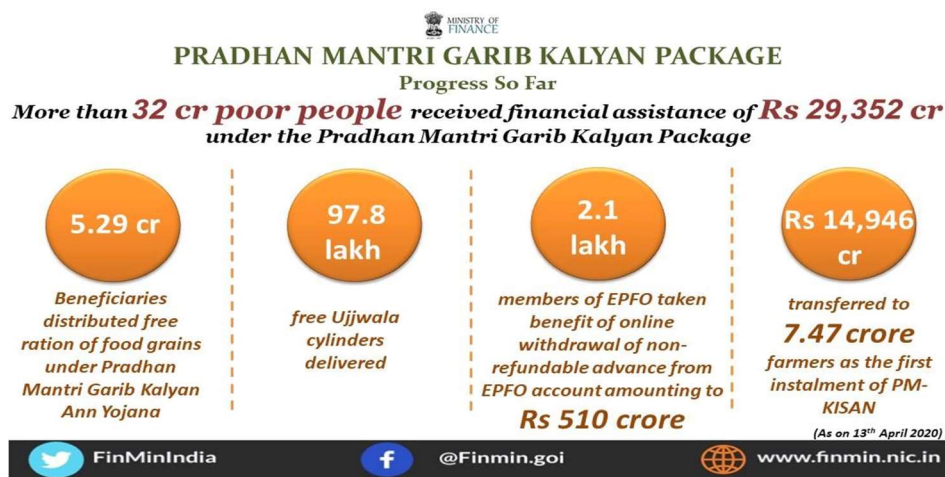 MINISTRY OF
FINANCE
PRADHAN MANTRI GARIB KALYAN PACKAGE
Progress So Far
More than 32 cr poor people received financial assistance of Rs 29,352 cr
under the Pradhan Mantri Garib Kalyan Package
5.29 cr
Beneficiaries
distributed free
ration of food grains
under Pradhan
Mantri Garib Kalyan
Ann Yojana
97.8
lakh
free Ujjwala
cylinders
delivered
2.1
lakh
members of EPFO taken
benefit of online
withdrawal of non-
refundable advance from
EPFO account amounting to
Rs 510 crore
Rs 14,946
cr
transferred to
7.47 crore
farmers as the first
instalment of PM-
KISAN
(As on 13th April 2020)
FinMinIndia
@Finmin.goi
www.finmin.nic.in